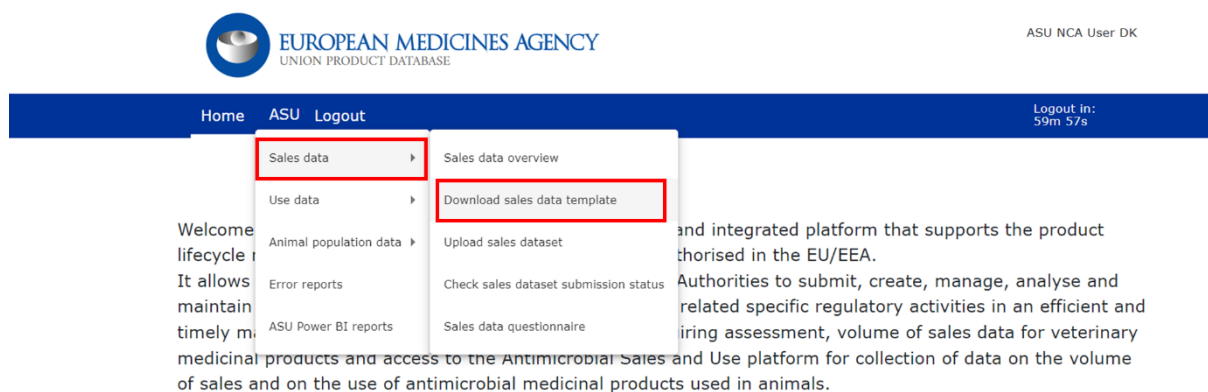 EUROPEAN MEDICINES AGENCY
UNION PRODUCT DATABASE
ASU NCA User DK
Home ASU Logout
Logout in:
59m 57s
Sales data
Use data
Animal population data
Error reports
ASU Power BI reports
Sales data overview
Download sales data template
Upload sales dataset
Check sales dataset submission status
Sales data questionnaire
Welcome and integrated platform that supports the product
lifecycle thorised in the EU/EEA.
It allows Authorities to submit, create, manage, analyse and
maintain related specific regulatory activities in an efficient and
timely iring assessment, volume of sales data for veterinary
medicinal products and access to the Antimicrobial Sales and Use platform for collection of data on the volume
of sales and on the use of antimicrobial medicinal products used in animals.